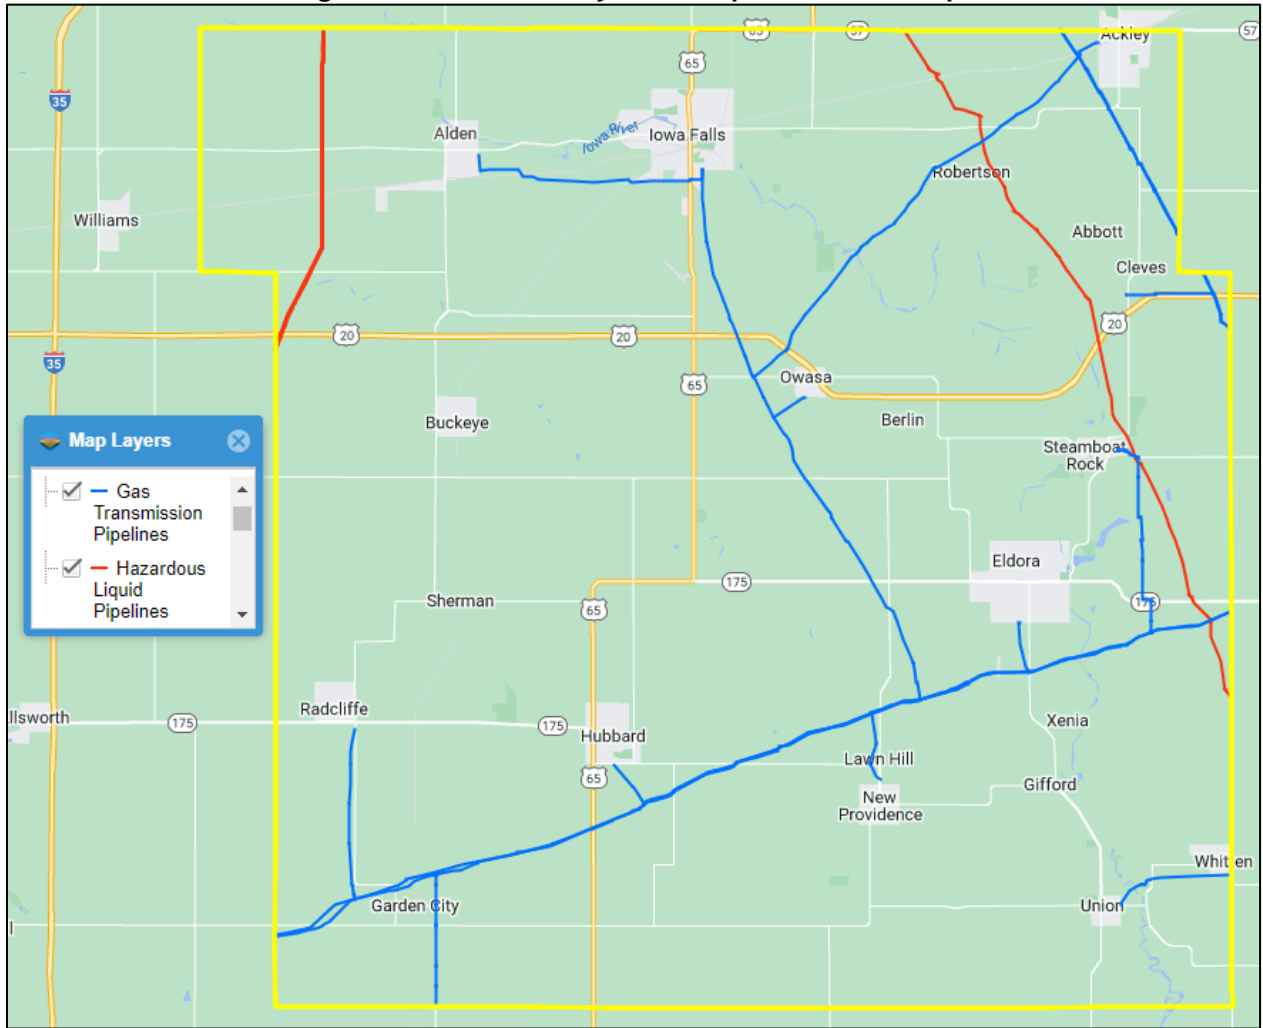 65
57
Ackley
57
65
35
Iowa River
Alden
Iowa Falls
Robertson
Williams
Abbott
Cleves
20
20
20
35
Owasa
65
Buckeye
Berlin
Map Layers
Steamboat
Rock
Gas
Transmission
Pipelines
Hazardous
Liquid
Pipelines
Eldora
175
Sherman
65
175
Radcliffe
llsworth
175
175
Hubbard
Xenia
Lawn Hill
65
Gifford
New
Providence
Whitten
Garden City
Union